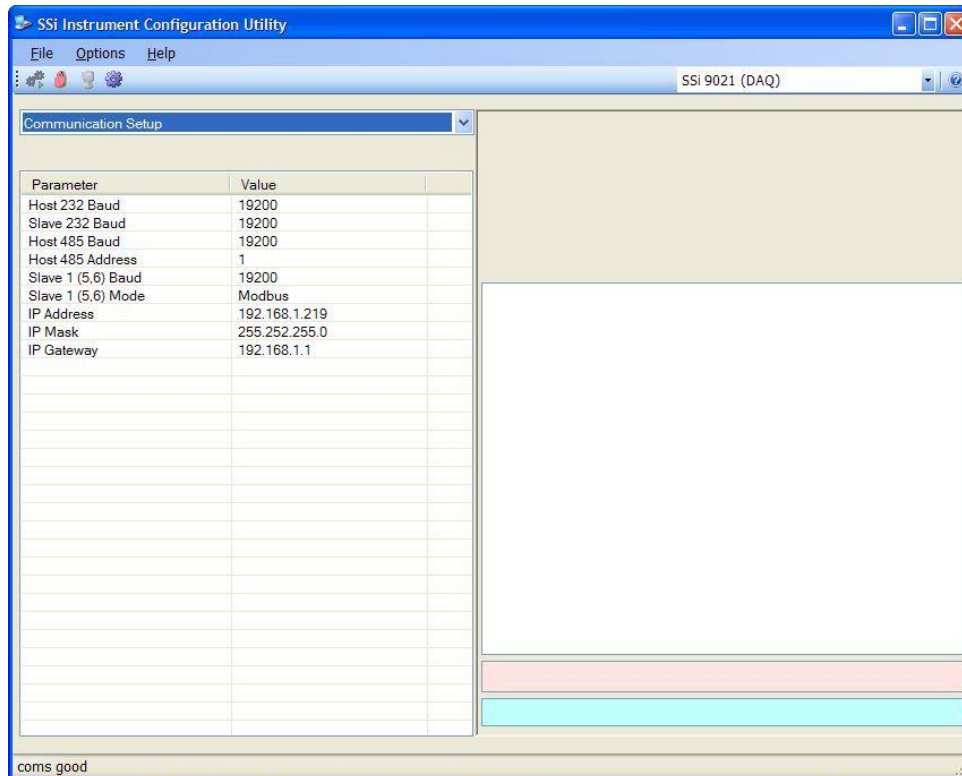 SSi Instrument Configuration Utility
File Options Help
SSi 9021 (DAQ)
Communication Setup
Parameter Value
Host 232 Baud 19200
Slave 232 Baud 19200
Host 485 Baud 19200
Host 485 Address 1
Slave 1 (5,6) Baud 19200
Slave 1 (5,6) Mode Modbus
IP Address 192.168.1.219
IP Mask 255.252.255.0
IP Gateway 192.168.1.1
coms good